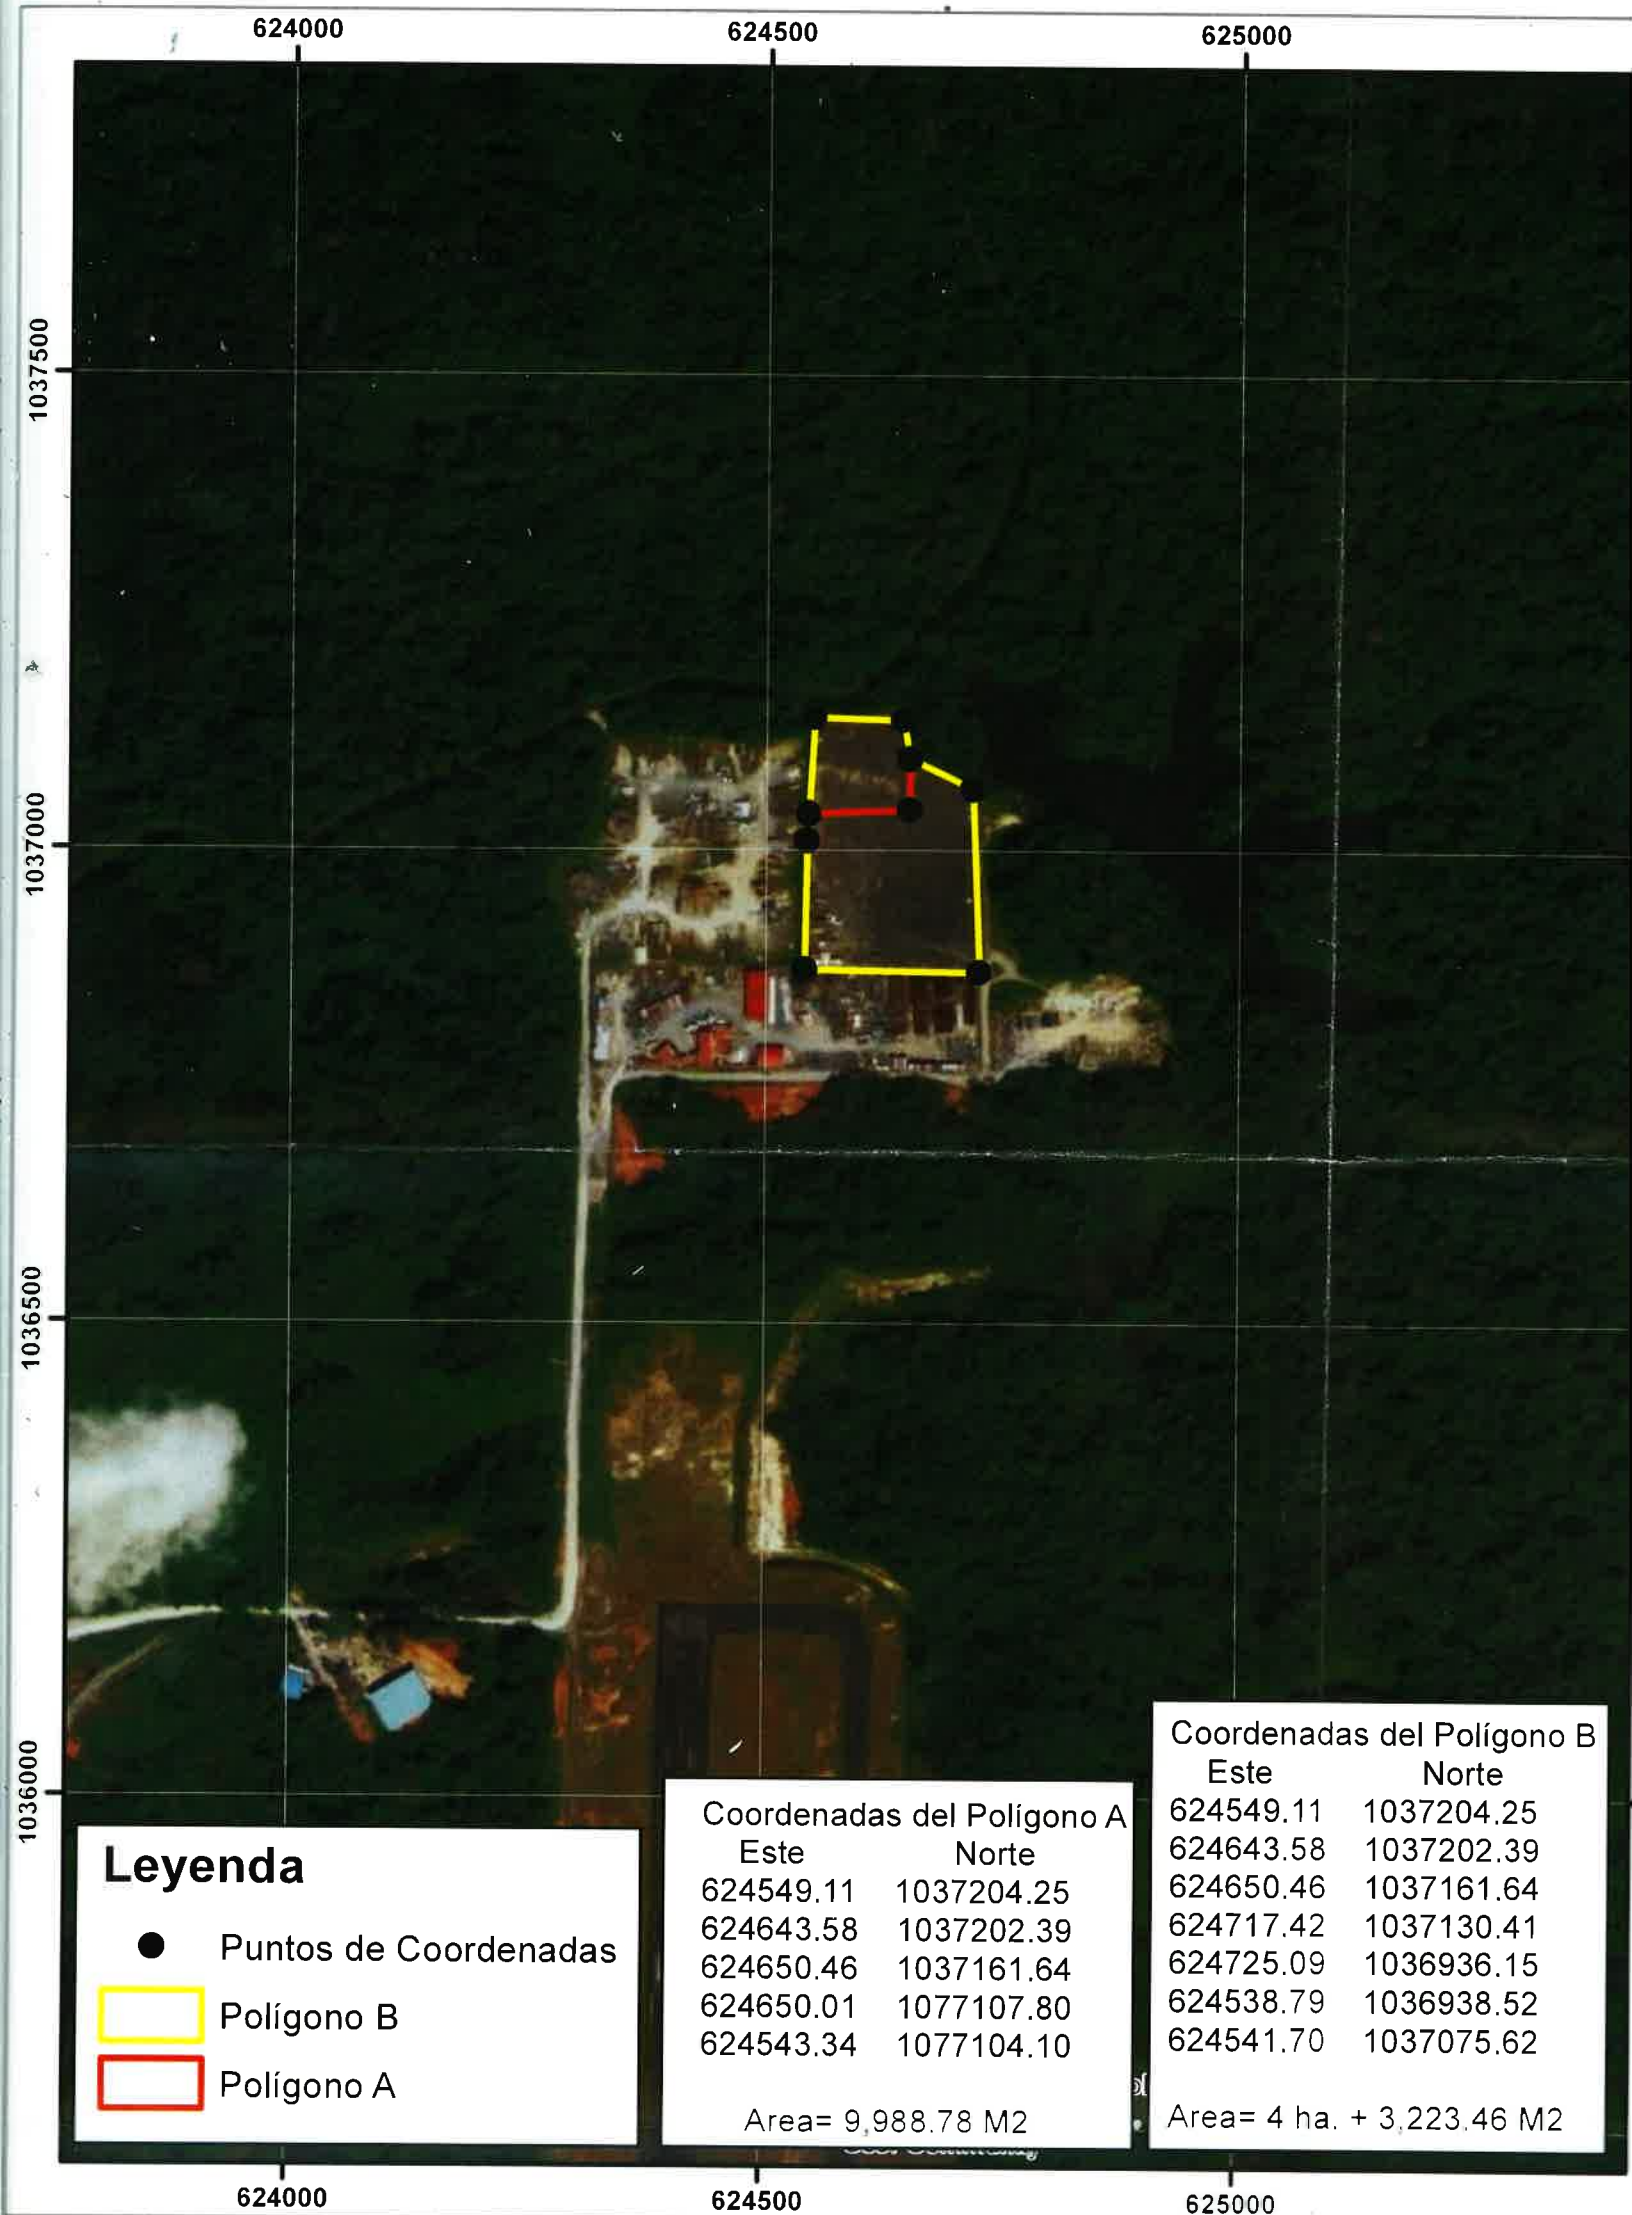 624000 624500 625000
1037500
1037000
1036500
1036000
Leyenda
Puntos de Coordenadas
Polígono B
Polígono A
Coordenadas del Polígono A
Este Norte
624549.11 1037204.25
624643.58 1037202.39
624650.46 1037161.64
624650.01 1077107.80
624543.34 1077104.10
Area= 9,988.78 M2
Coordenadas del Polígono B
Este Norte
624549.11 1037204.25
624643.58 1037202.39
624650.46 1037161.64
624717.42 1037130.41
624725.09 1036936.15
624538.79 1036938.52
624541.70 1037075.62
Area= 4 ha. + 3,223.46 M2
624000 624500 625000